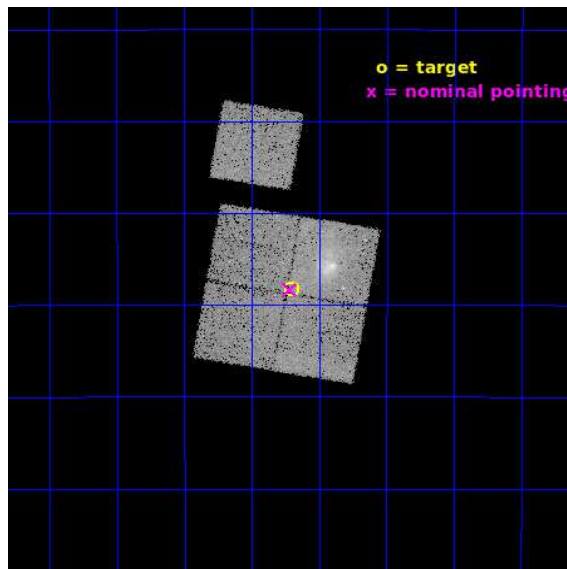 o = target
x = nominal pointing